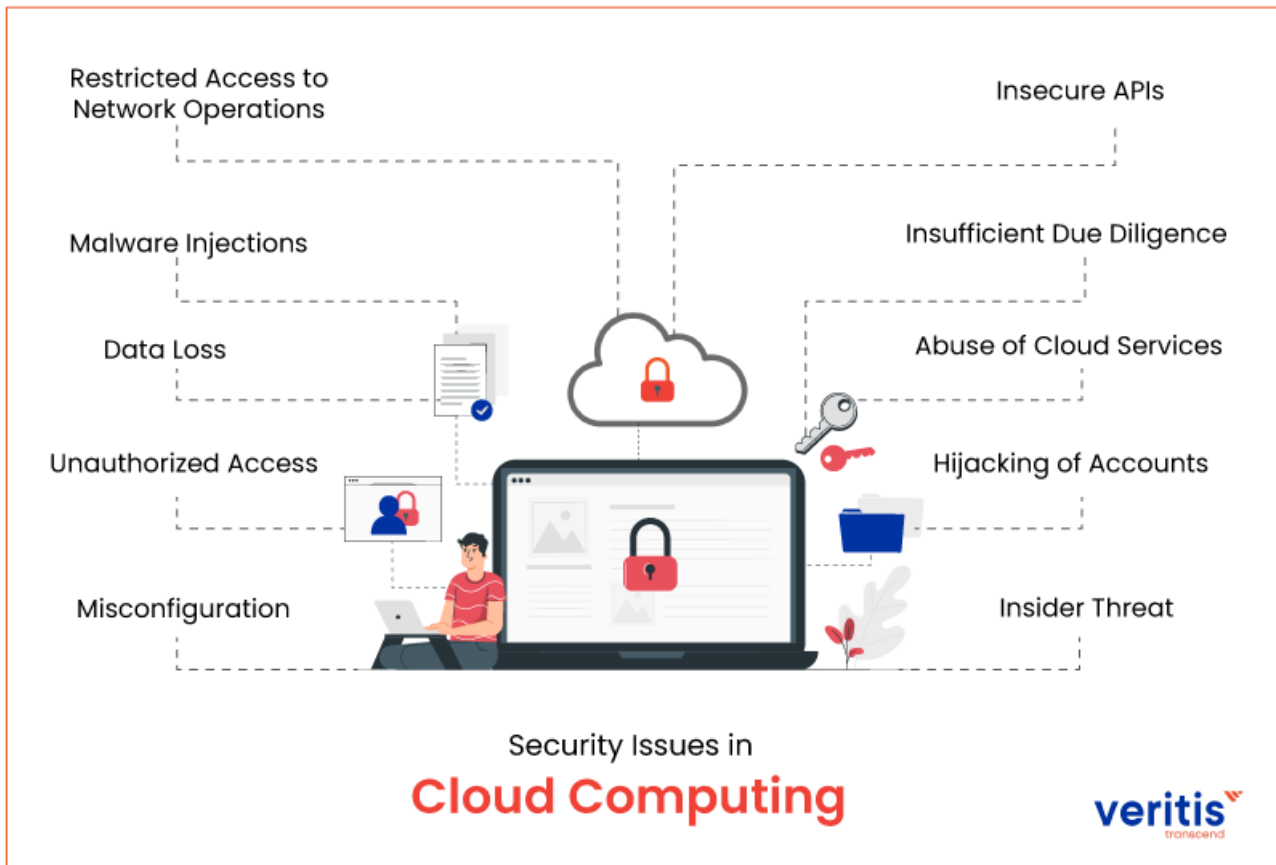 Restricted Access to
Network Operations
Malware Injections
Data Loss
Unauthorized Access
Misconfiguration
Insecure APIs
Insufficient Due Diligence
Abuse of Cloud Services
Hijacking of Accounts
Insider Threat
Security Issues in
Cloud Computing
veritis
transcend